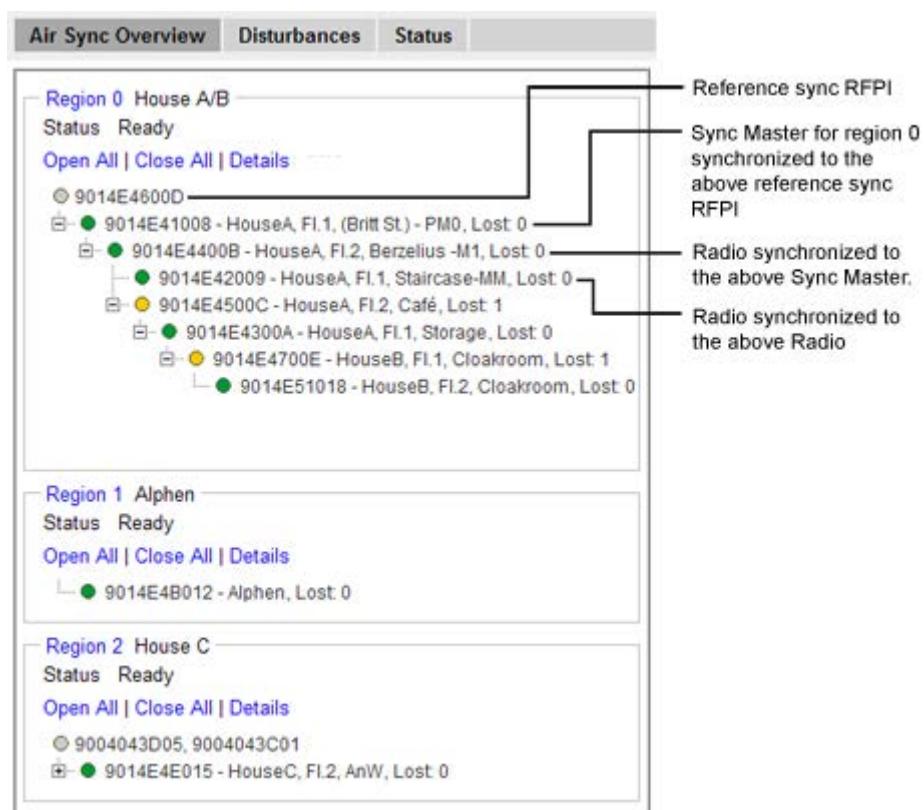 Air Sync Overview Disturbances Status
Region 0 House A/B
Status Ready
Open All | Close All | Details
9014E4600D
9014E41008 - HouseA, Fl.1, (Britt St.) - PM0, Lost: 0
9014E4400B - HouseA, Fl.2, Berzelius -M1, Lost: 0
9014E42009 - HouseA, Fl.1, Staircase-MM, Lost: 0
9014E4500C - HouseA, Fl.2, Café, Lost: 1
9014E4300A - HouseA, Fl.1, Storage, Lost: 0
9014E4700E - HouseB, Fl.1, Cloakroom, Lost: 1
9014E51018 - HouseB, Fl.2, Cloakroom, Lost: 0
Reference sync RFPI
Sync Master for region 0
synchronized to the
above reference sync
RFPI
Radio synchronized to
the above Sync Master.
Radio synchronized to
the above Radio
Region 1 Alphen
Status Ready
Open All | Close All | Details
9014E4B012 - Alphen, Lost: 0
Region 2 House C
Status Ready
Open All | Close All | Details
9004043D05, 9004043C01
9014E4E015 - HouseC, Fl.2, AnW, Lost: 0